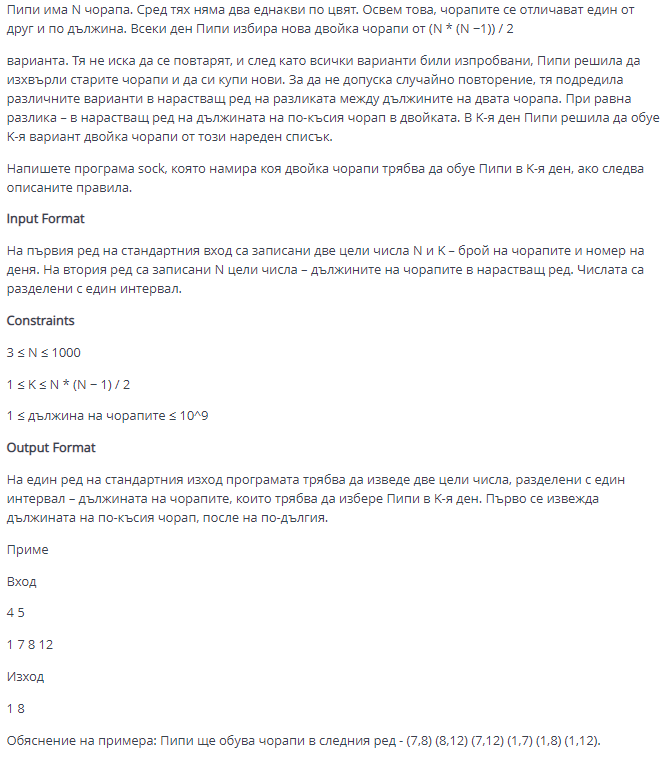 Пипи има N чорапа. Сред тях няма два еднакви по цвят. Освем това, чорапите се отличават един от
друг и по дължина. Всеки ден Пипи избира нова двойка чорапи от (N * (N −1)) / 2
варианта. Тя не иска да се повтарят, и след като всички варианти били изпробвани, Пипи решила да
изхвърли старите чорапи и да си купи нови. За да не допуска случайно повторение, тя подредила
различните варианти в нарастващ ред на разликата между дължините на двата чорапа. При равна
разлика – в нарастващ ред на дължината на по-късия чорап в двойката. В K-я ден Пипи решила да обуе
K-я вариант двойка чорапи от този нареден списък.
Напишете програма sock, която намира коя двойка чорапи трябва да обуе Пипи в K-я ден, ако следва
описаните правила.
Input Format
На първия ред на стандартния вход са записани две цели числа N и K – брой на чорапите и номер на
деня. На втория ред са записани N цели числа – дължините на чорапите в нарастващ ред. Числата са
разделени с един интервал.
Constraints
3 ≤ N ≤ 1000
1 ≤ K ≤ N * (N − 1) / 2
1 ≤ дължина на чорапите ≤ 10^9
Output Format
На един ред на стандартния изход програмата трябва да изведе две цели числа, разделени с един
интервал – дължината на чорапите, които трябва да избере Пипи в K-я ден. Първо се извежда
дължината на по-късия чорап, после на по-дългия.
Приме
Вход
4 5
1 7 8 12
Изход
1 8
Обяснение на примера: Пипи ще обува чорапи в следния ред - (7,8) (8,12) (7,12) (1,7) (1,8) (1,12).